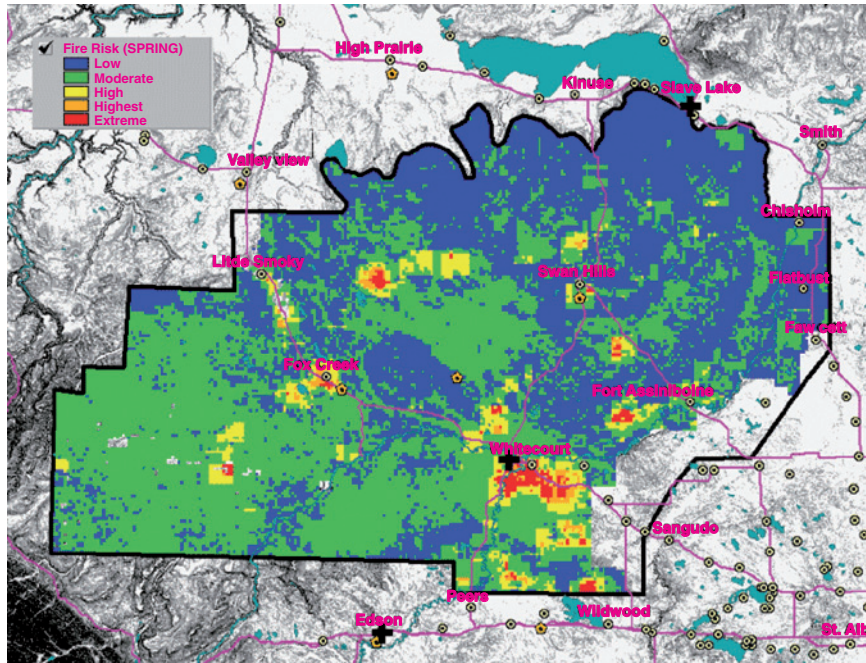 Fire Risk (SPRING)
Low
Moderate
High
Highest
Extreme
High Prairie
Kinuso
Slave Lake
Smith
Valley view
Chisholm
Little Smoky
Swan Hills
Flatbust
Faw cett
Fox Creek
Fort Assiniboine
Whitecourt
Sangudo
Peers
Wildwood
Edson
St. Alb